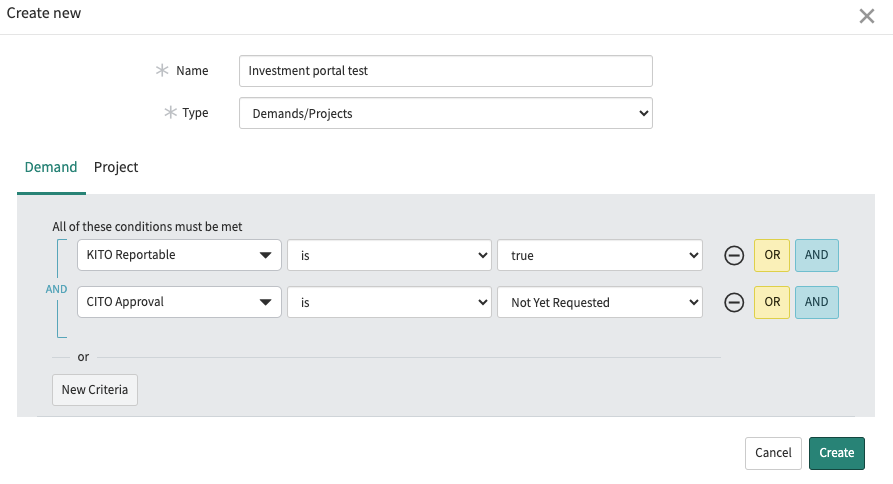 Create new
Name Investment portal test
Type Demands/Projects
Demand Project
All of these conditions must be met
KITO Reportable is true OR AND
AND
CITO Approval is Not Yet Requested OR AND
or
New Criteria
Cancel Create